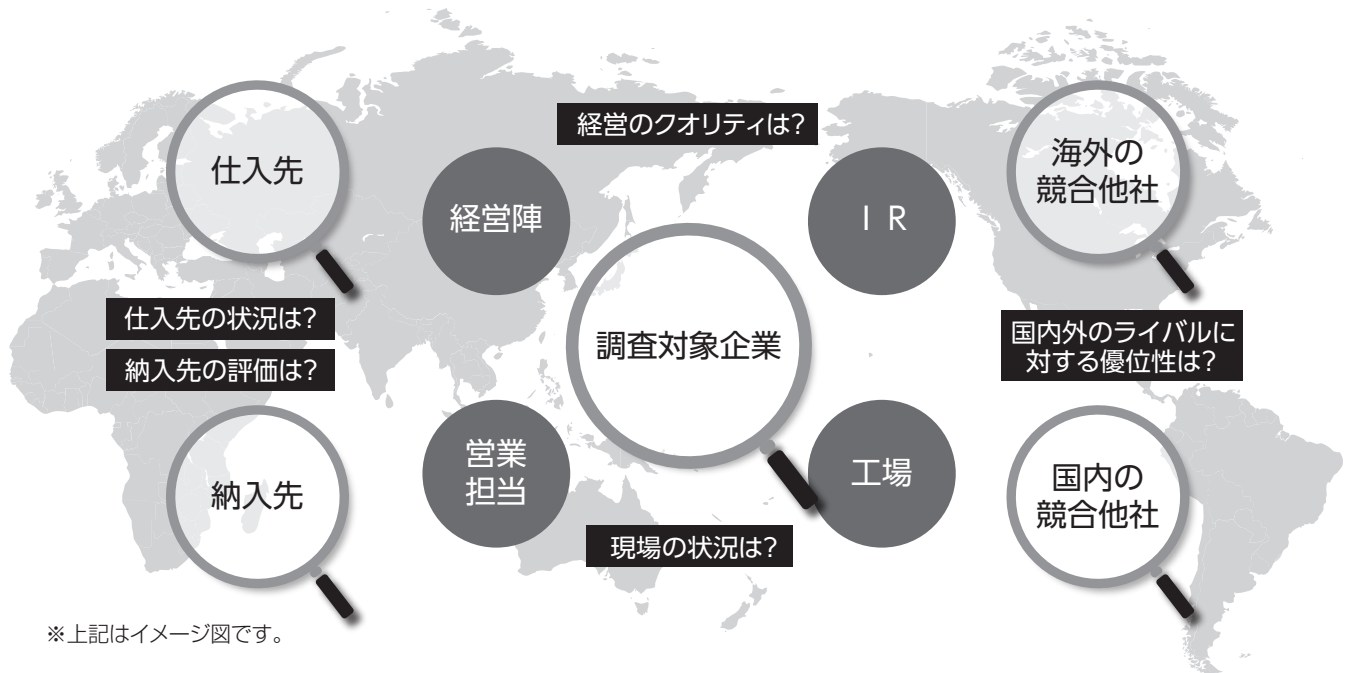 経営のクオリティは?
仕入先
経営陣
I R
海外の
競合他社
調査対象企業
仕入先の状況は?
納入先の評価は?
国内外のライバルに
対する優位性は?
納入先
営業
担当
工場
国内の
競合他社
現場の状況は?
※上記はイメージ図です。